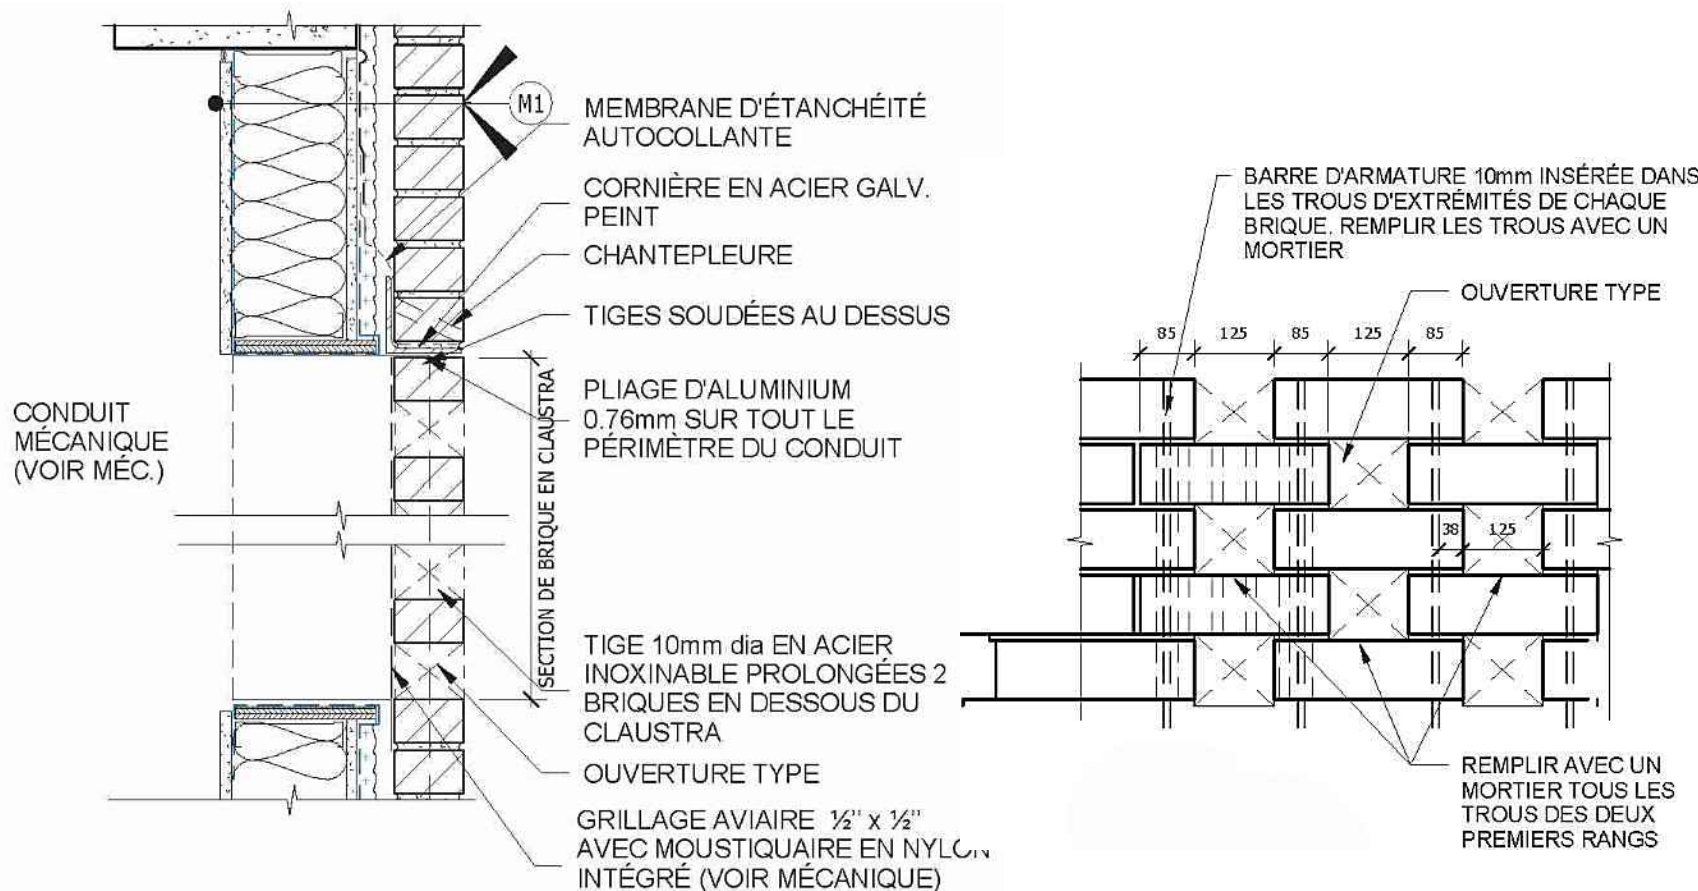 M1
MEMBRANE D'ÉTANCHÉITÉ
AUTOCOLLANTE
CORNIÈRE EN ACIER GALV.
PEINT
CHANTEPLEURE
TIGES SOUDÉES AU DESSUS
PLIAGE D'ALUMINIUM
0.76mm SUR TOUT LE
PÉRIMÈTRE DU CONDUIT
CONDUIT
MÉCANIQUE
(VOIR MÉC.)
SECTION DE BRIQUE EN CLAUSTRA
TIGE 10mm dia EN ACIER
INOXINABLE PROLONGÉES 2
BRIQUES EN DESSOUS DU
CLAUSTRA
OUVERTURE TYPE
GRILLAGE AVIAIRE ½" x ½"
AVEC MOUSTIQUAIRE EN NYLON
INTÉGRÉ (VOIR MÉCANIQUE)
BARRE D'ARMATURE 10mm INSÉRÉE DANS
LES TROUS D'EXTRÉMITÉS DE CHAQUE
BRIQUE. REMPLIR LES TROUS AVEC UN
MORTIER
OUVERTURE TYPE
85 125 85 125 85
38 125
REMPLIR AVEC UN
MORTIER TOUS LES
TROUS DES DEUX
PREMIERS RANGS